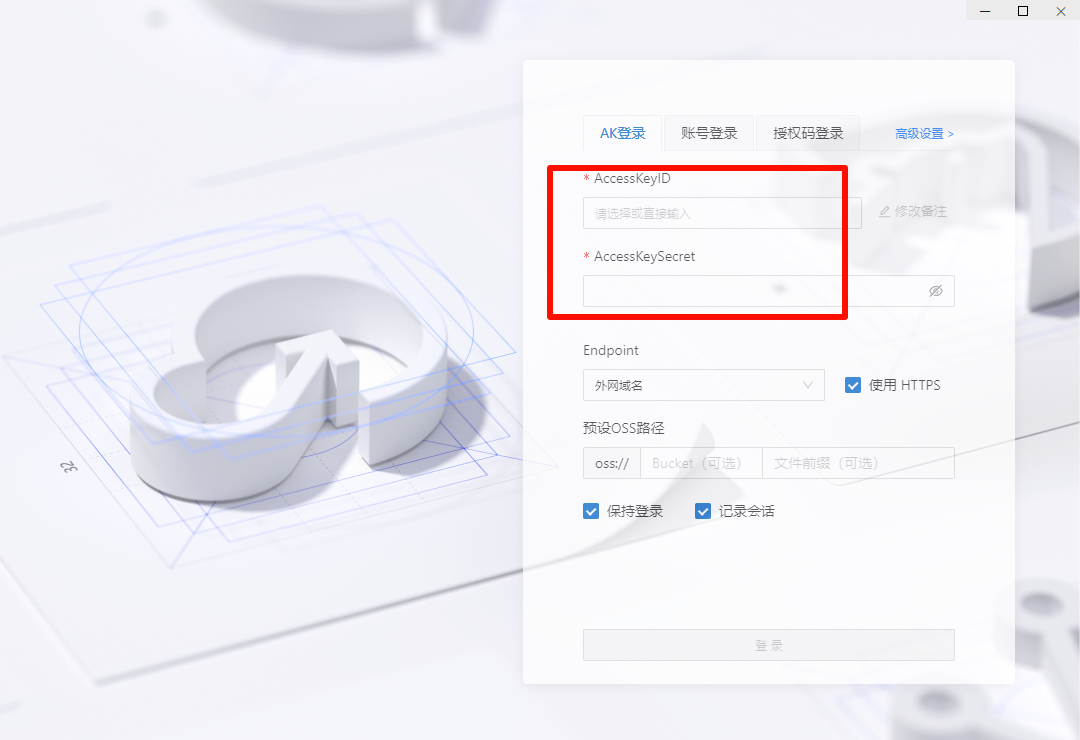 AK登录 账号登录 授权码登录 高级设置 >
* AccessKeyID
请选择或直接输入 修改备注
* AccessKeySecret
Endpoint
外网域名 使用 HTTPS
预设OSS路径
oss:// Bucket（可选） 文件前缀（可选）
32
保持登录 记录会话
登 录